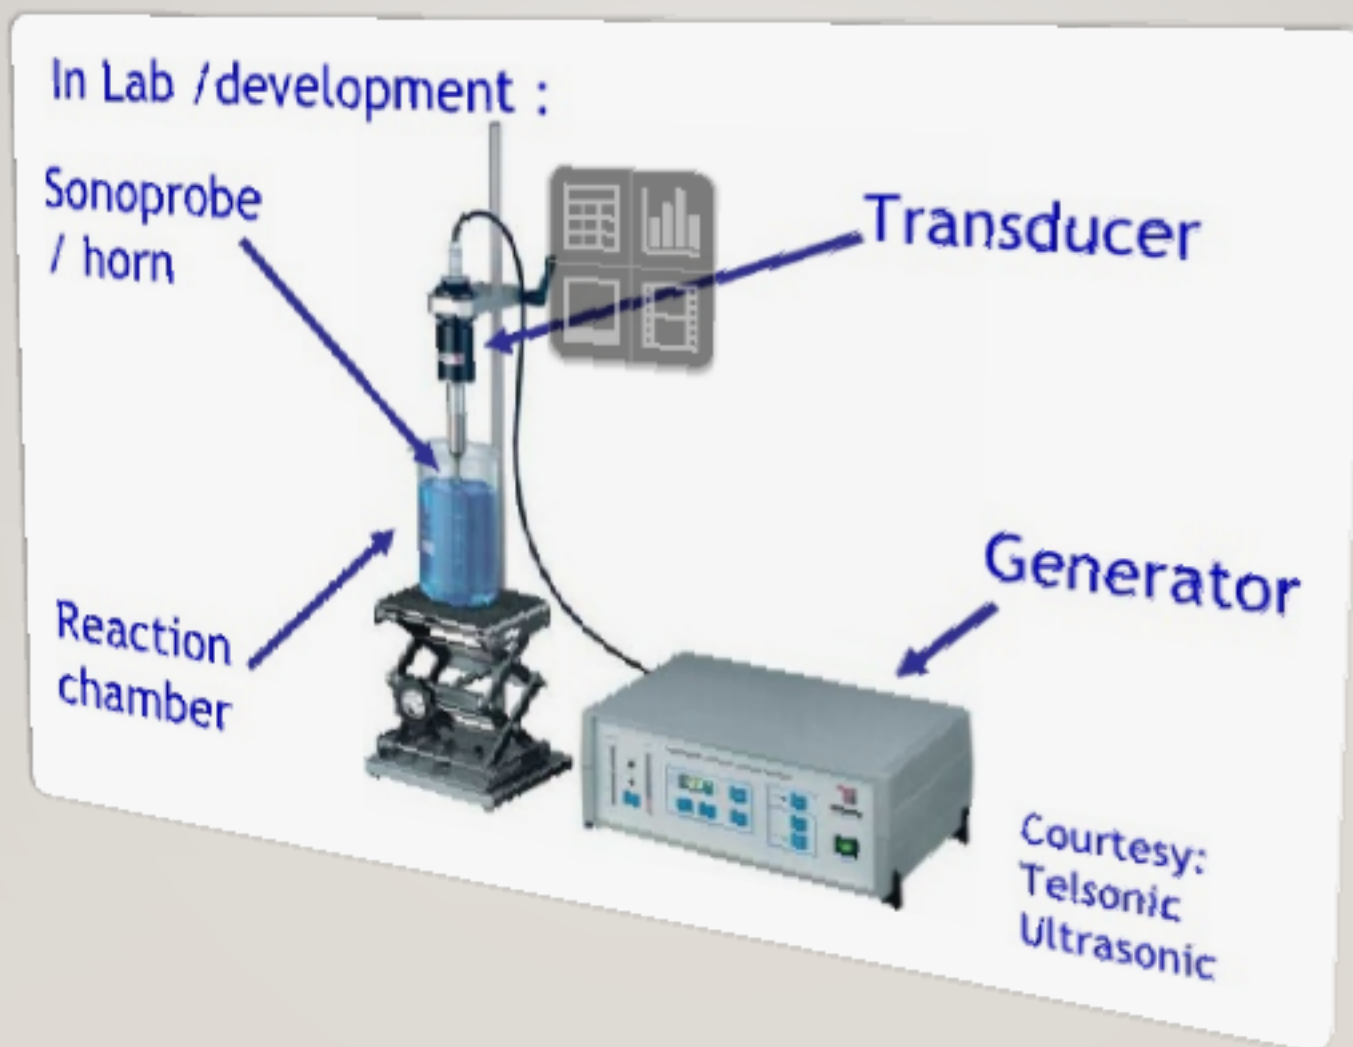 In Lab /development :
Sonoprobe
/ horn
Transducer
Generator
Reaction
chamber
Courtesy:
Telsonic
Ultrasonic